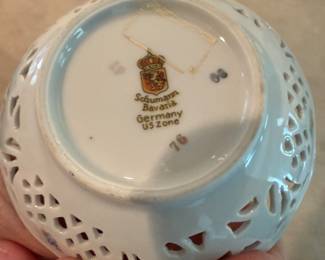 Schumann
Bavaria
Germany
US Zone
76